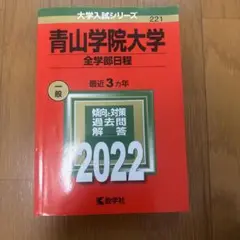 大学入試シリーズ
221
青山学院大学
全学部日程
一般
最近3カ年
傾向と対策
過去問
解答
2022
教学社